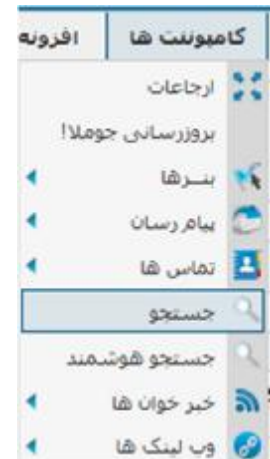 کامپوننت ها
افزونه
ارجاعات
بروزرسانی جوملا!
بنـرها
پیام رسان
تماس ها
جستجو
جستجو هوشمند
خبر خوان ها
وب لینک ها